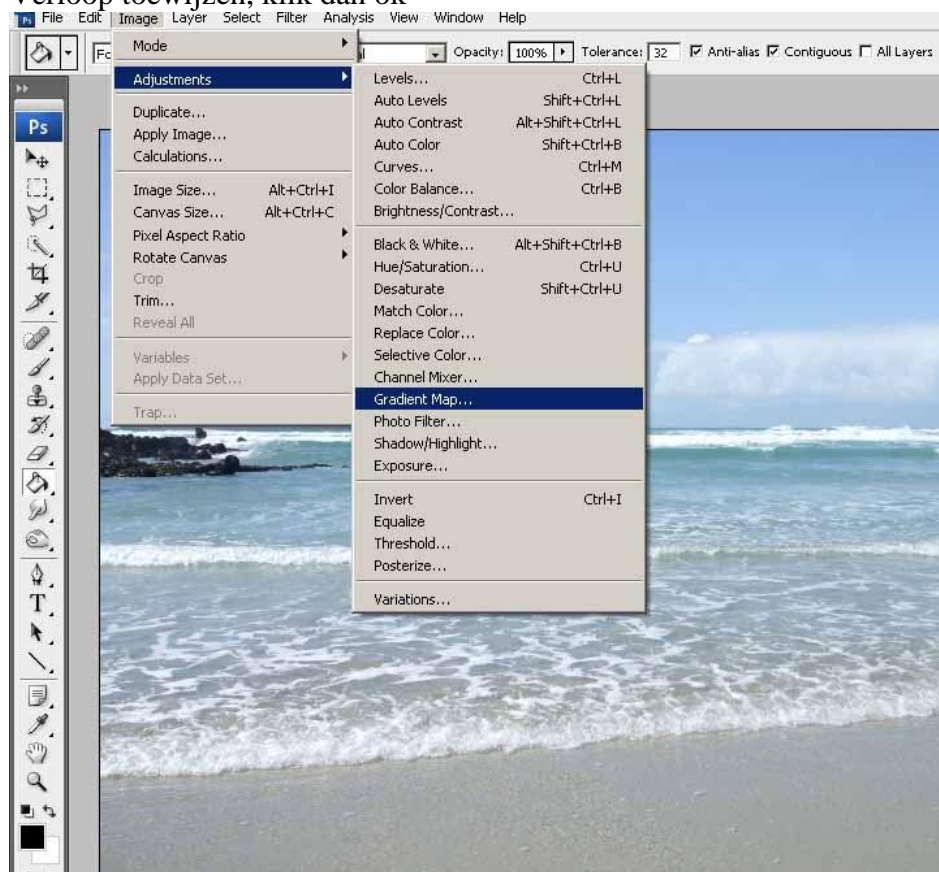 Verloop toewijzen, klik dan ok
Ps File Edit Image Layer Select Filter Analysis View Window Help
Fo
Opacity: 100% Tolerance: 32 Anti-alias Contiguous All Layers
Ps
Mode
Adjustments
Duplicate...
Apply Image...
Calculations...
Image Size... Alt+Ctrl+I
Canvas Size... Alt+Ctrl+C
Pixel Aspect Ratio
Rotate Canvas
Crop
Trim...
Reveal All
Variables
Apply Data Set...
Trap...
Levels... Ctrl+L
Auto Levels Shift+Ctrl+L
Auto Contrast Alt+Shift+Ctrl+L
Auto Color Shift+Ctrl+B
Curves... Ctrl+M
Color Balance... Ctrl+B
Brightness/Contrast...
Black & White... Alt+Shift+Ctrl+B
Hue/Saturation... Ctrl+U
Desaturate Shift+Ctrl+U
Match Color...
Replace Color...
Selective Color...
Channel Mixer...
Gradient Map...
Photo Filter...
Shadow/Highlight...
Exposure...
Invert Ctrl+I
Equalize
Threshold...
Posterize...
Variations...
T